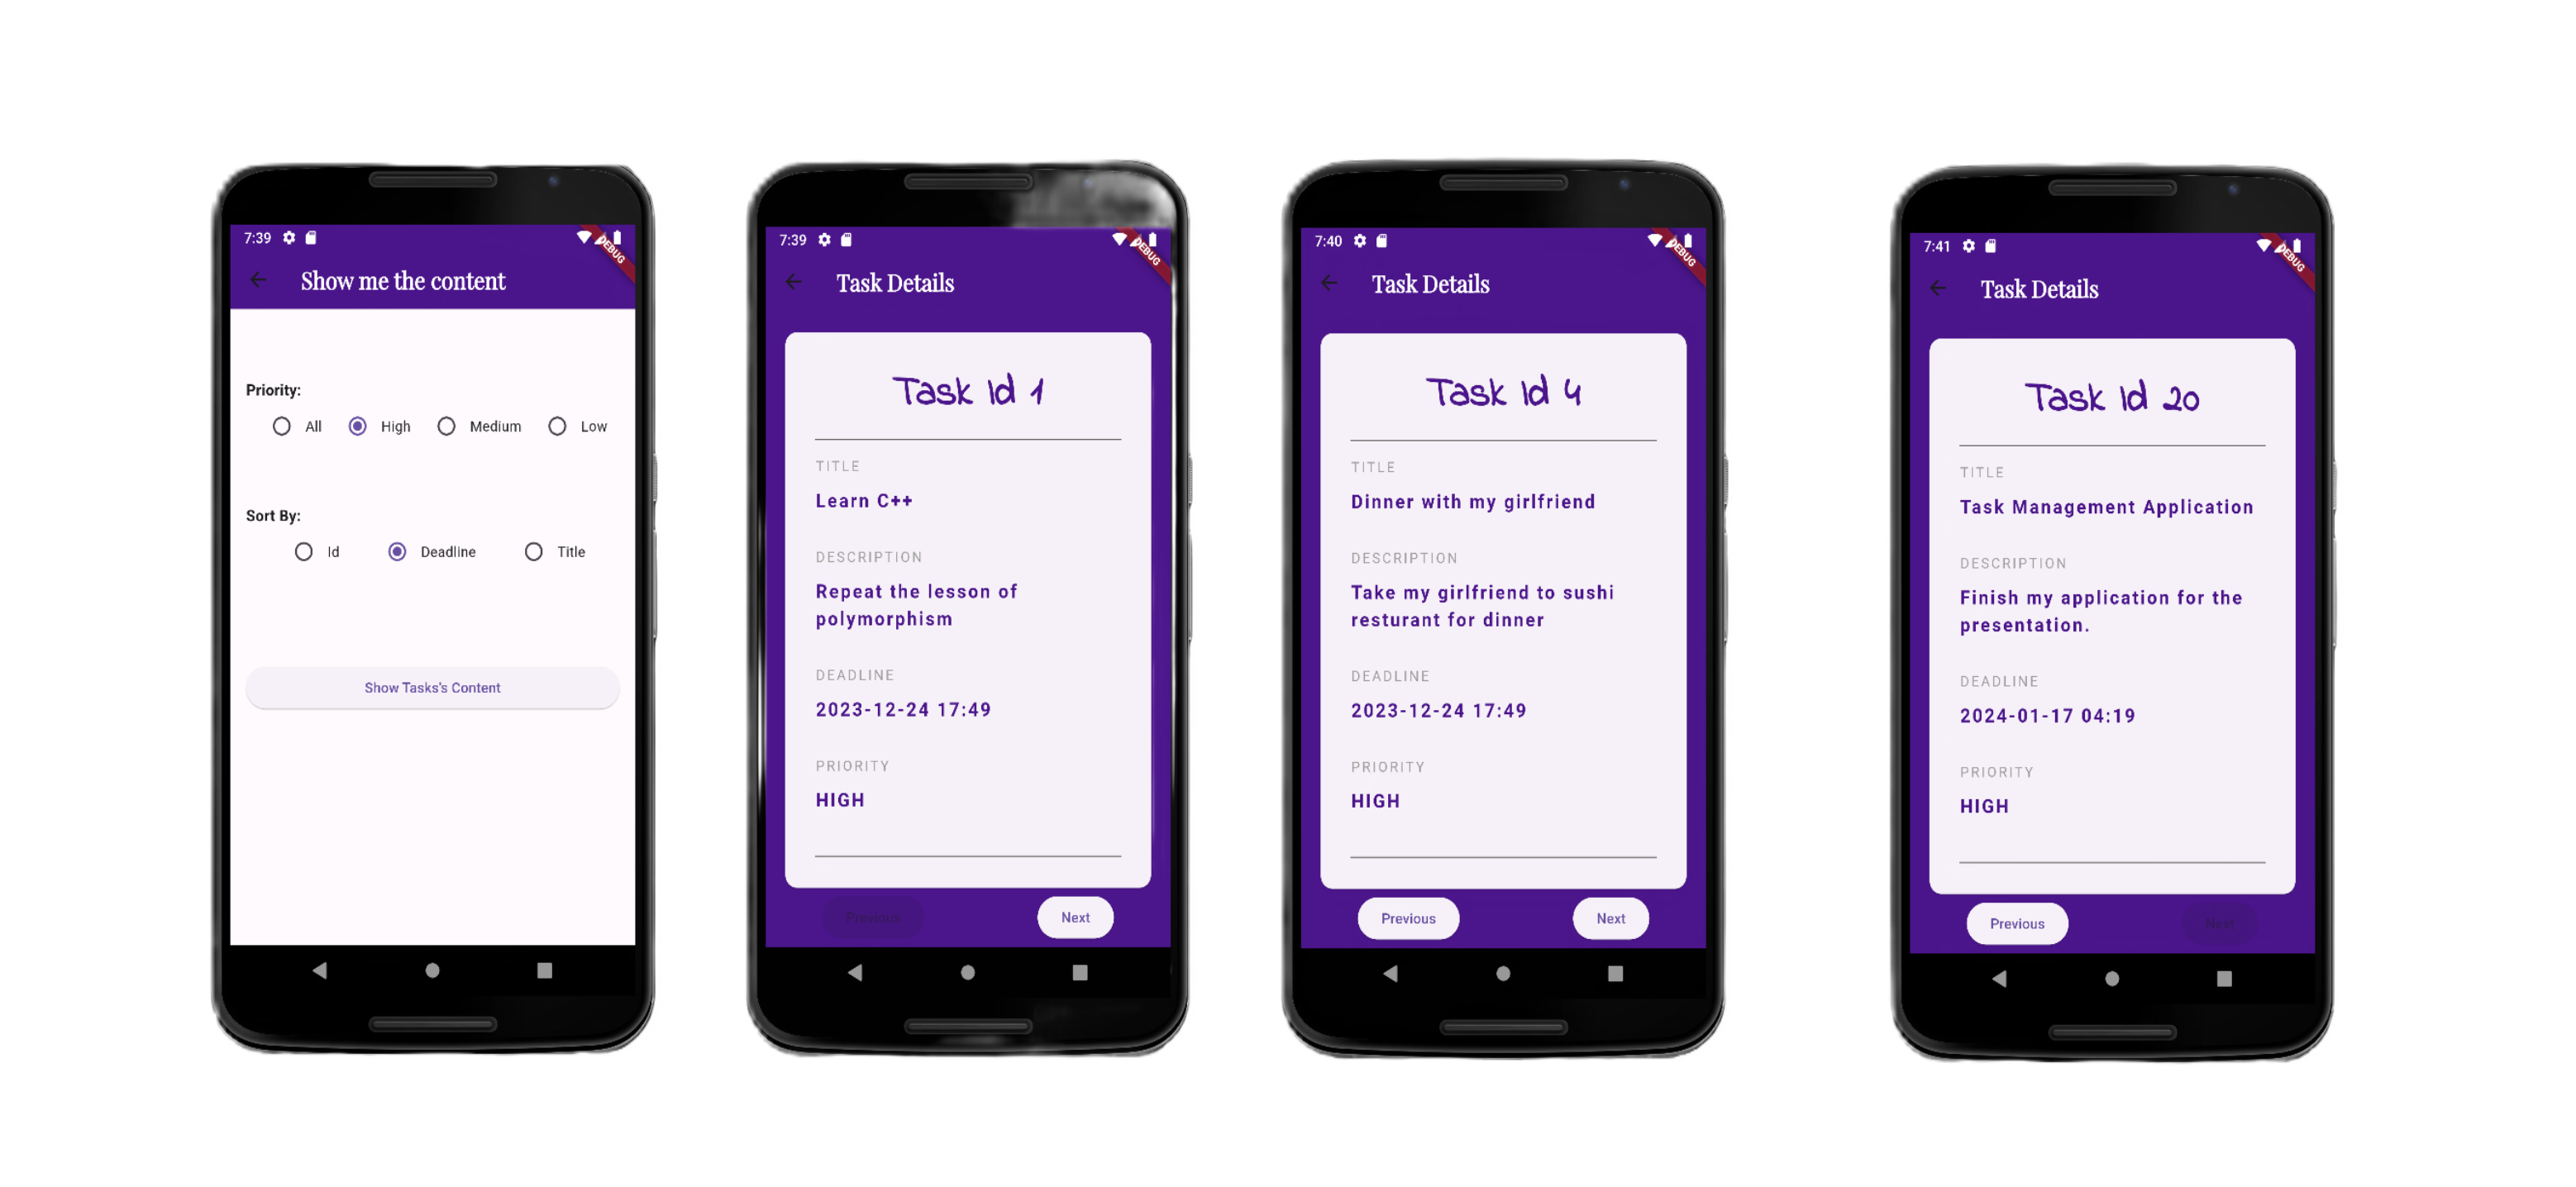 7:39
DEBUG
Show me the content
Priority:
All High Medium Low
Sort By:
Id Deadline Title
Show Tasks's Content
7:39
DEBUG
Task Details
Task Id 1
TITLE
Learn C++
DESCRIPTION
Repeat the lesson of
polymorphism
DEADLINE
2023-12-24 17:49
PRIORITY
HIGH
Previous Next
7:40
DEBUG
Task Details
Task Id 4
TITLE
Dinner with my girlfriend
DESCRIPTION
Take my girlfriend to sushi
resturant for dinner
DEADLINE
2023-12-24 17:49
PRIORITY
HIGH
Previous Next
7:41
DEBUG
Task Details
Task Id 20
TITLE
Task Management Application
DESCRIPTION
Finish my application for the
presentation.
DEADLINE
2024-01-17 04:19
PRIORITY
HIGH
Previous Next